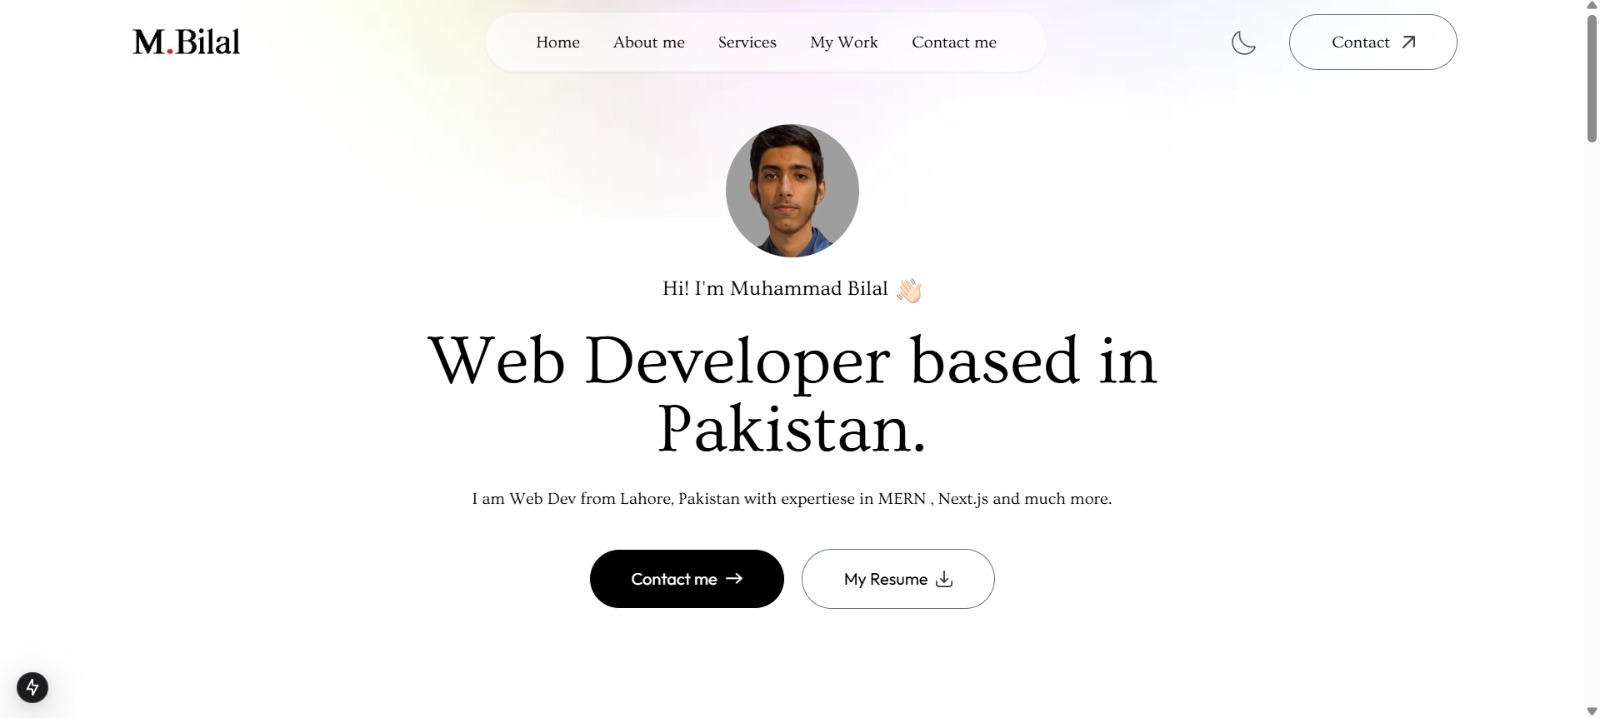 M.Bilal
Home About me Services My Work Contact me
Contact
Hi! I'm Muhammad Bilal
Web Developer based in
Pakistan.
I am Web Dev from Lahore, Pakistan with expertiese in MERN , Next.js and much more.
Contact me
My Resume